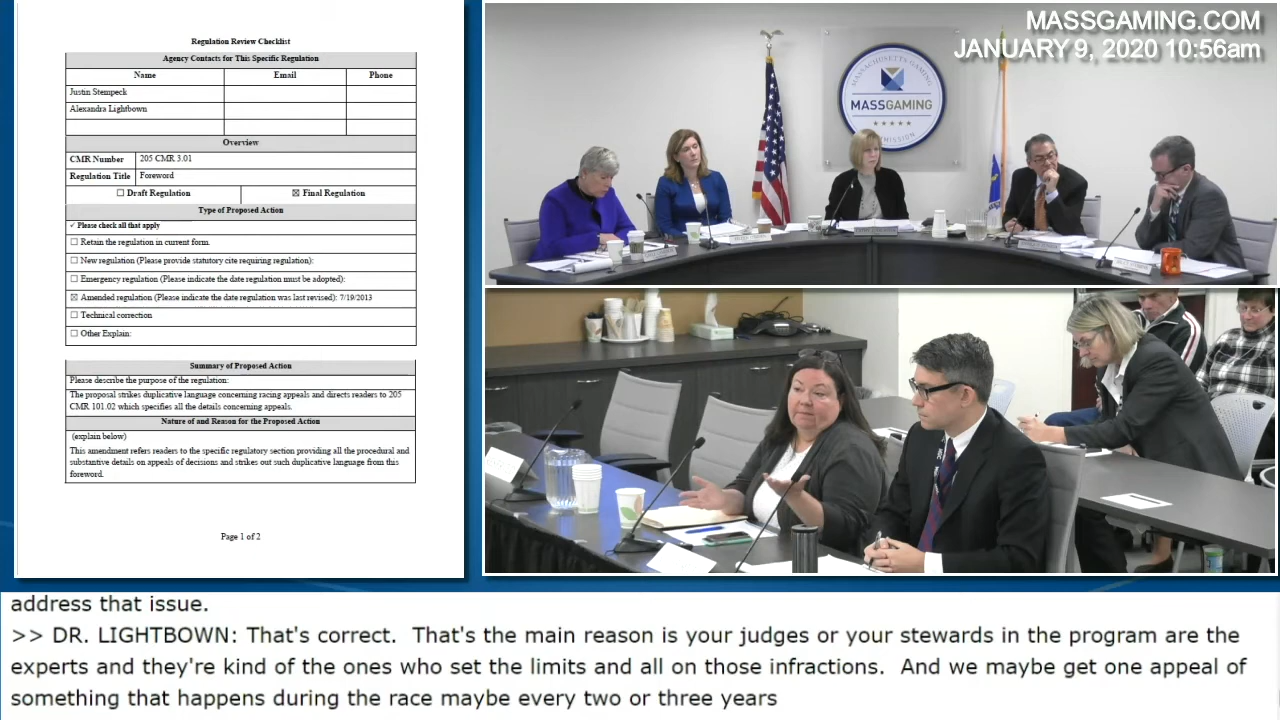 Regulation Review Checklist
Agency Contacts for This Specific Regulation
Name Email Phone
Justin Stempeck
Alexandra Lightbown
Overview
CMR Number 205 CMR 3.01
Regulation Title Foreword
☐ Draft Regulation ☒ Final Regulation
Type of Proposed Action
✓ Please check all that apply
☐ Retain the regulation in current form.
☐ New regulation (Please provide statutory cite requiring regulation):
☐ Emergency regulation (Please indicate the date regulation must be adopted):
☒ Amended regulation (Please indicate the date regulation was last revised): 7/19/2013
☐ Technical correction
☐ Other Explain:
Summary of Proposed Action
Please describe the purpose of the regulation:
The proposal strikes duplicative language concerning racing appeals and directs readers to 205
CMR 101.02 which specifies all the details concerning appeals.
Nature of and Reason for the Proposed Action
(explain below)
This amendment refers readers to the specific regulatory section providing all the procedural and
substantive details on appeals of decisions and strikes out such duplicative language from this
foreword.
Page 1 of 2
MASSGAMING.COM
JANUARY 9, 2020 10:56am
MASSACHUSETTS GAMING
MASSGAMING
address that issue.
>> DR. LIGHTBOWN: That's correct. That's the main reason is your judges or your stewards in the program are the
experts and they're kind of the ones who set the limits and all on those infractions. And we maybe get one appeal of
something that happens during the race maybe every two or three years